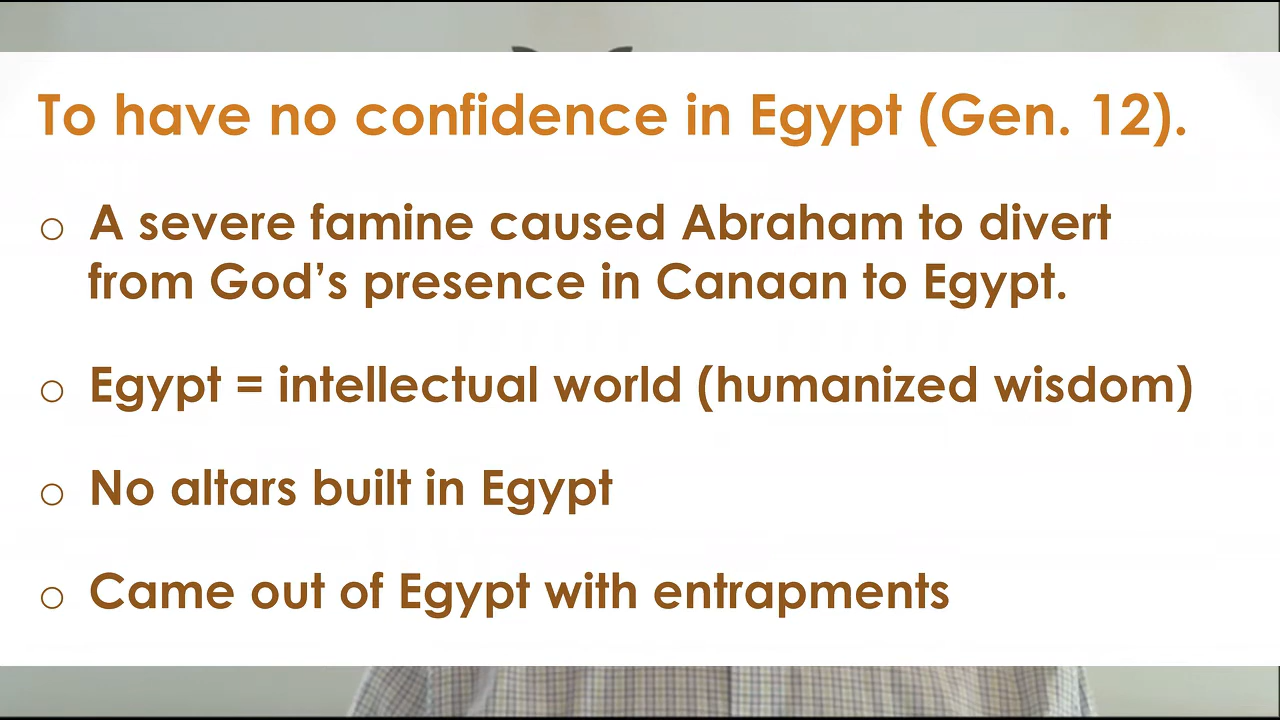 To have no confidence in Egypt (Gen. 12).
o A severe famine caused Abraham to divert
from God’s presence in Canaan to Egypt.
o Egypt = intellectual world (humanized wisdom)
o No altars built in Egypt
o Came out of Egypt with entrapments